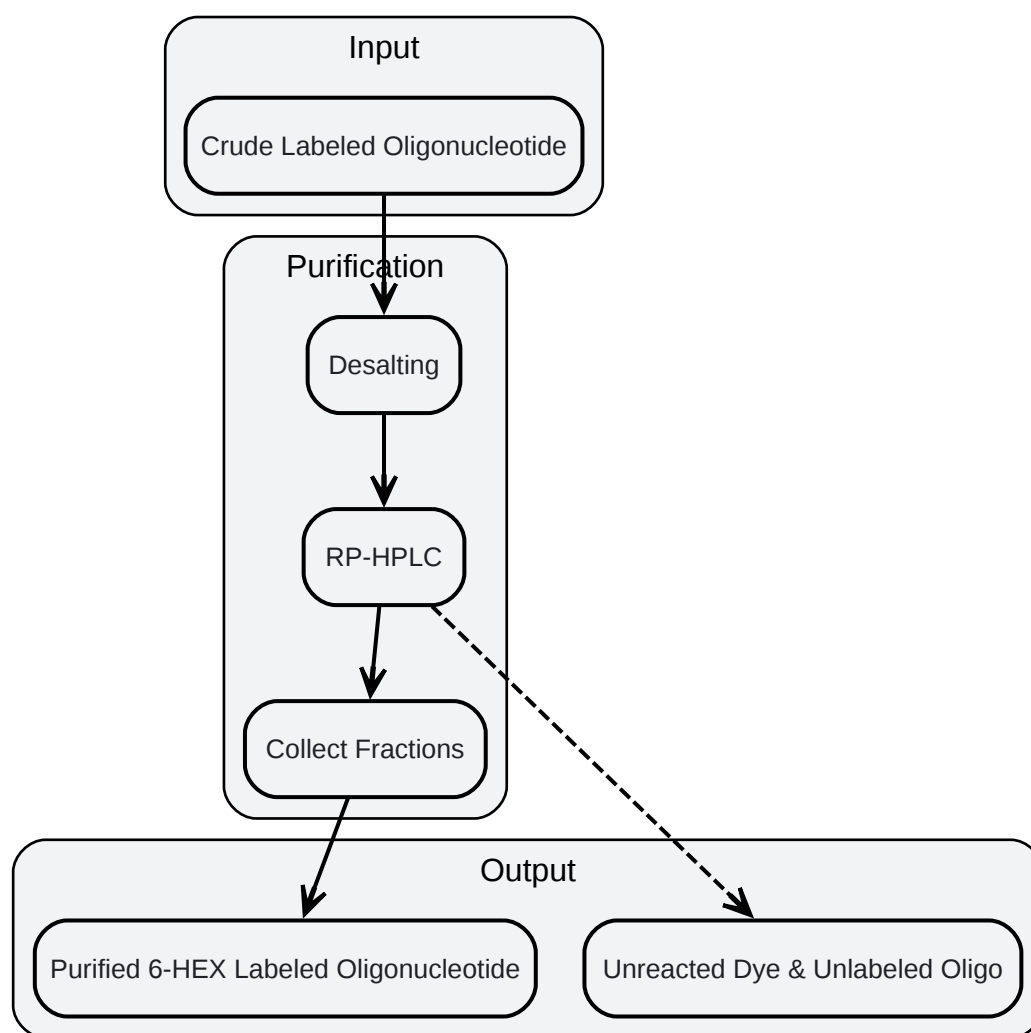 Input
Crude Labeled Oligonucleotide
Purification
Desalting
RP-HPLC
Collect Fractions
Output
Purified 6-HEX Labeled Oligonucleotide
Unreacted Dye & Unlabeled Oligo